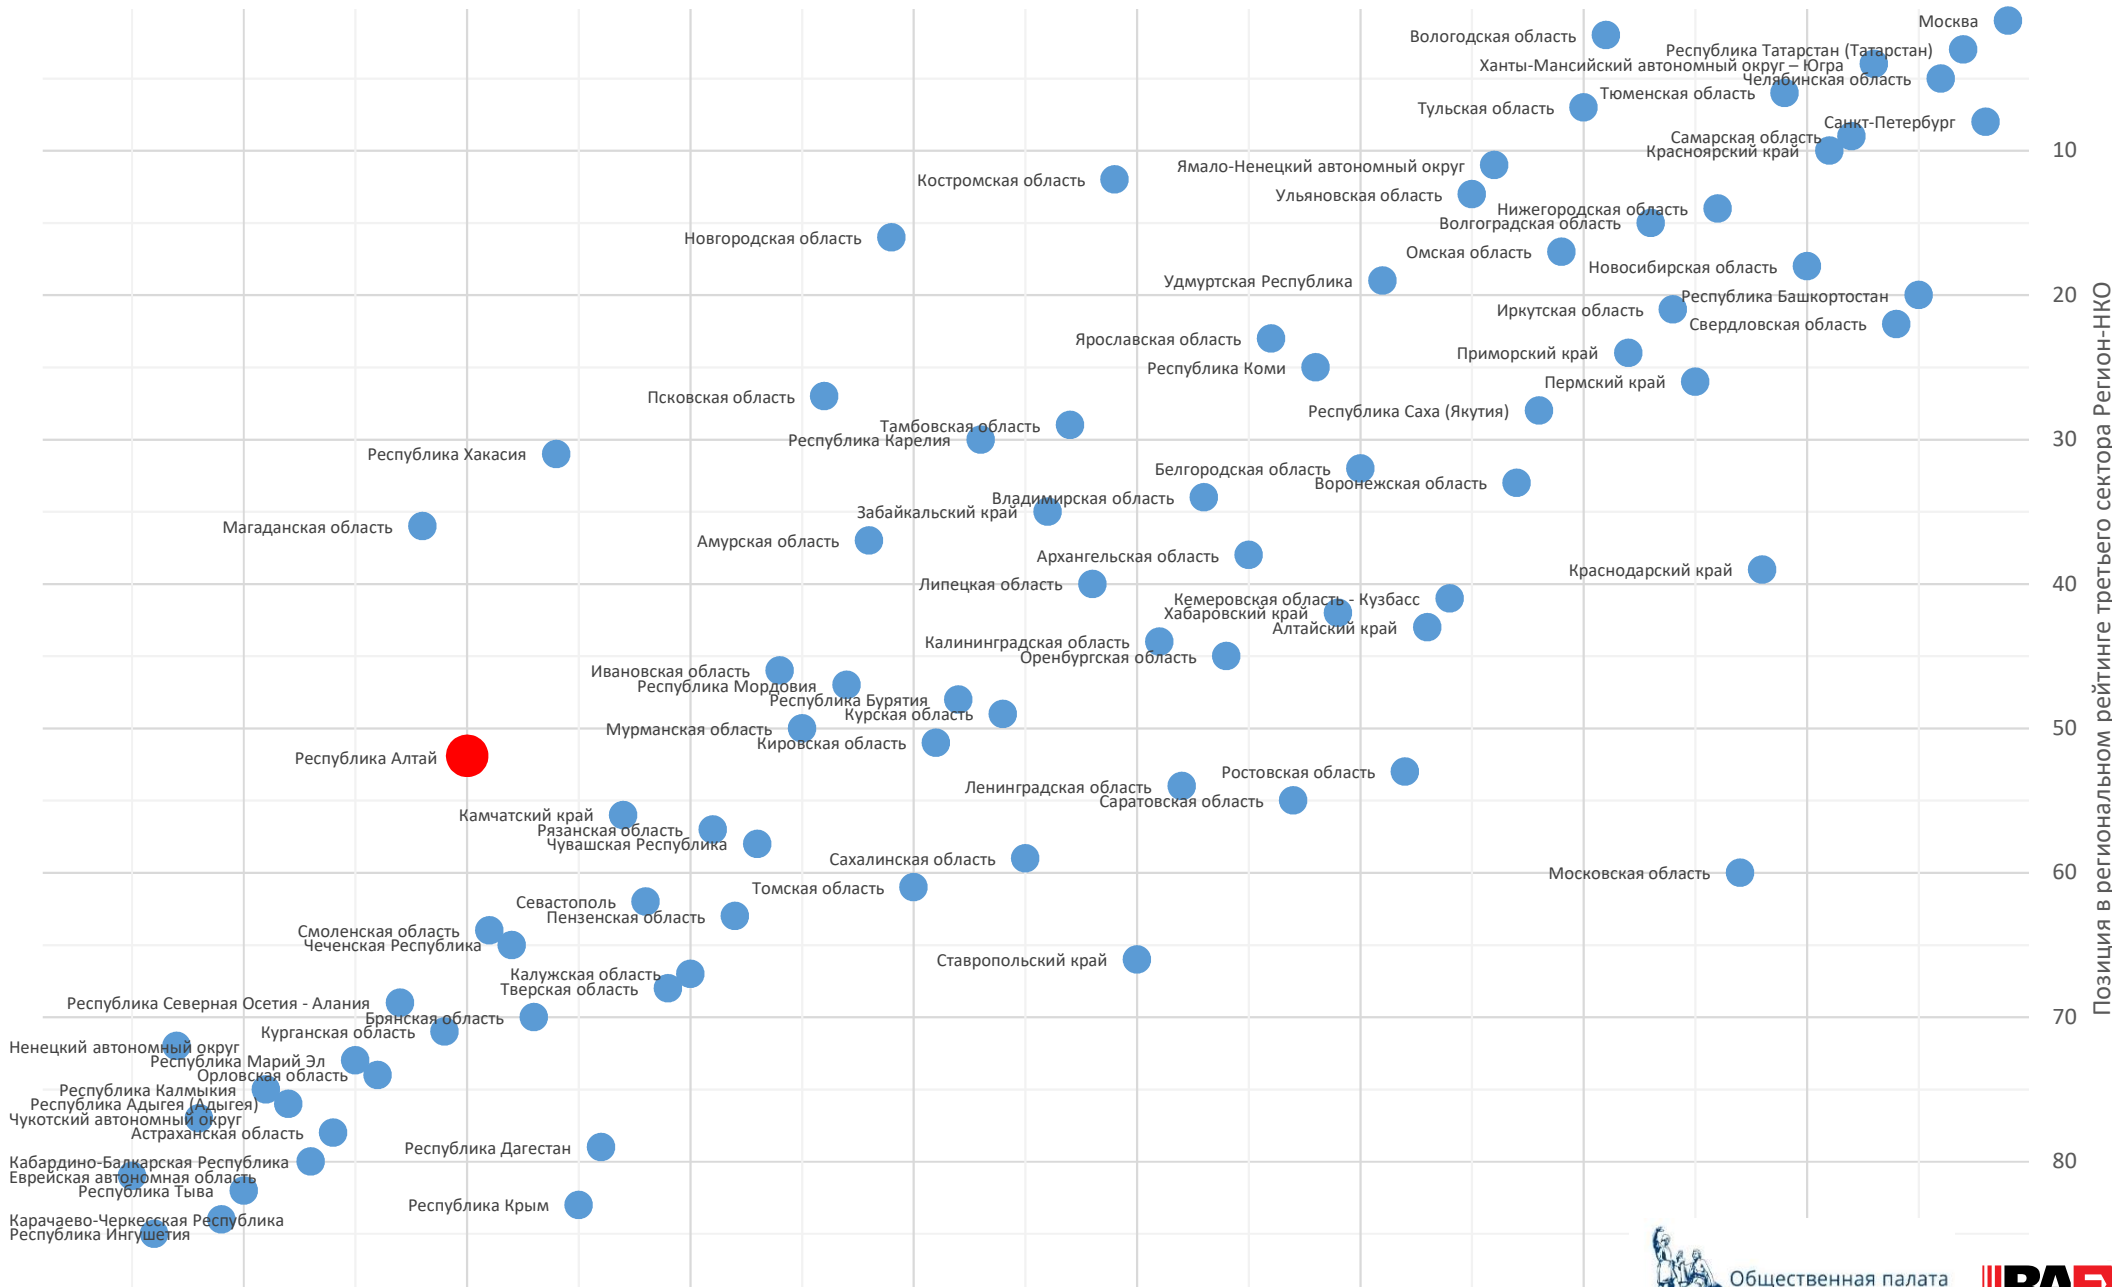 Москва
Вологодская область
Республика Татарстан (Татарстан)
Ханты-Мансийский автономный округ – Югра
Челябинская область
Тюменская область
Тульская область
Санкт-Петербург
Самарская область
Красноярский край
10
Ямало-Ненецкий автономный округ
Костромская область
Ульяновская область
Нижегородская область
Волгоградская область
Новгородская область
Омская область
Новосибирская область
Удмуртская Республика
Республика Башкортостан
20
Иркутская область
Свердловская область
Ярославская область
Приморский край
Республика Коми
Пермский край
Псковская область
Республика Саха (Якутия)
Тамбовская область
Республика Карелия
30
Республика Хакасия
Белгородская область
Воронежская область
Владимирская область
Забайкальский край
Магаданская область
Амурская область
Архангельская область
Краснодарский край
Липецкая область
40
Кемеровская область - Кузбасс
Хабаровский край
Алтайский край
Калининградская область
Оренбургская область
Ивановская область
Республика Мордовия
Республика Бурятия
Курская область
Мурманская область
50
Кировская область
Республика Алтай
Ростовская область
Ленинградская область
Саратовская область
Камчатский край
Рязанская область
Чувашская Республика
Сахалинская область
Московская область
60
Томская область
Севастополь
Пензенская область
Смоленская область
Чеченская Республика
Ставропольский край
Калужская область
Тверская область
Республика Северная Осетия - Алания
Брянская область
70
Курганская область
Ненецкий автономный округ
Республика Марий Эл
Орловская область
Республика Калмыкия
Республика Адыгея (Адыгея)
Чукотский автономный округ
Астраханская область
Республика Дагестан
Кабардино-Балкарская Республика
80
Еврейская автономная область
Республика Тыва
Республика Крым
Карачаево-Черкесская Республика
Республика Ингушетия
Позиция в региональном рейтинге третьего сектора Регион-НКО
Общественная палата